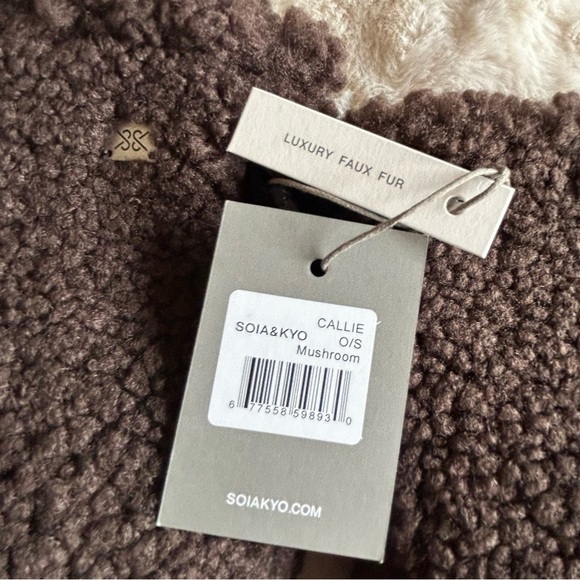 LUXURY FAUX FUR
CALLIE
SOIA&KYO O/S
Mushroom
6 77558 59893 0
SOIAKYO.COM